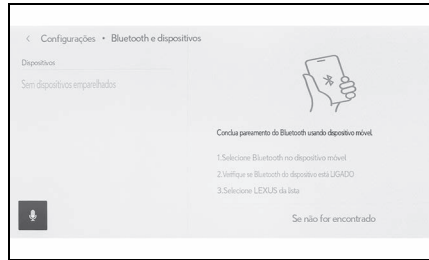 < Configurações • Bluetooth e dispositivos
Dispositivos
Sem dispositivos emparelhados
Conclua pareamento do Bluetooth usando dispositivo móvel.
1.Selecione Bluetooth no dispositivo móvel
2.Verifique se Bluetooth do dispositivo está LIGADO
3.Selecione LEXUS da lista
Se não for encontrado